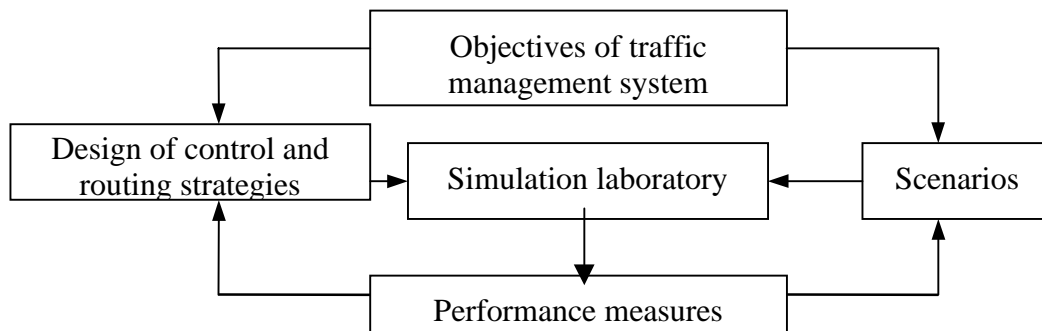 Objectives of traffic
management system
Design of control and
routing strategies
Simulation laboratory
Scenarios
Performance measures